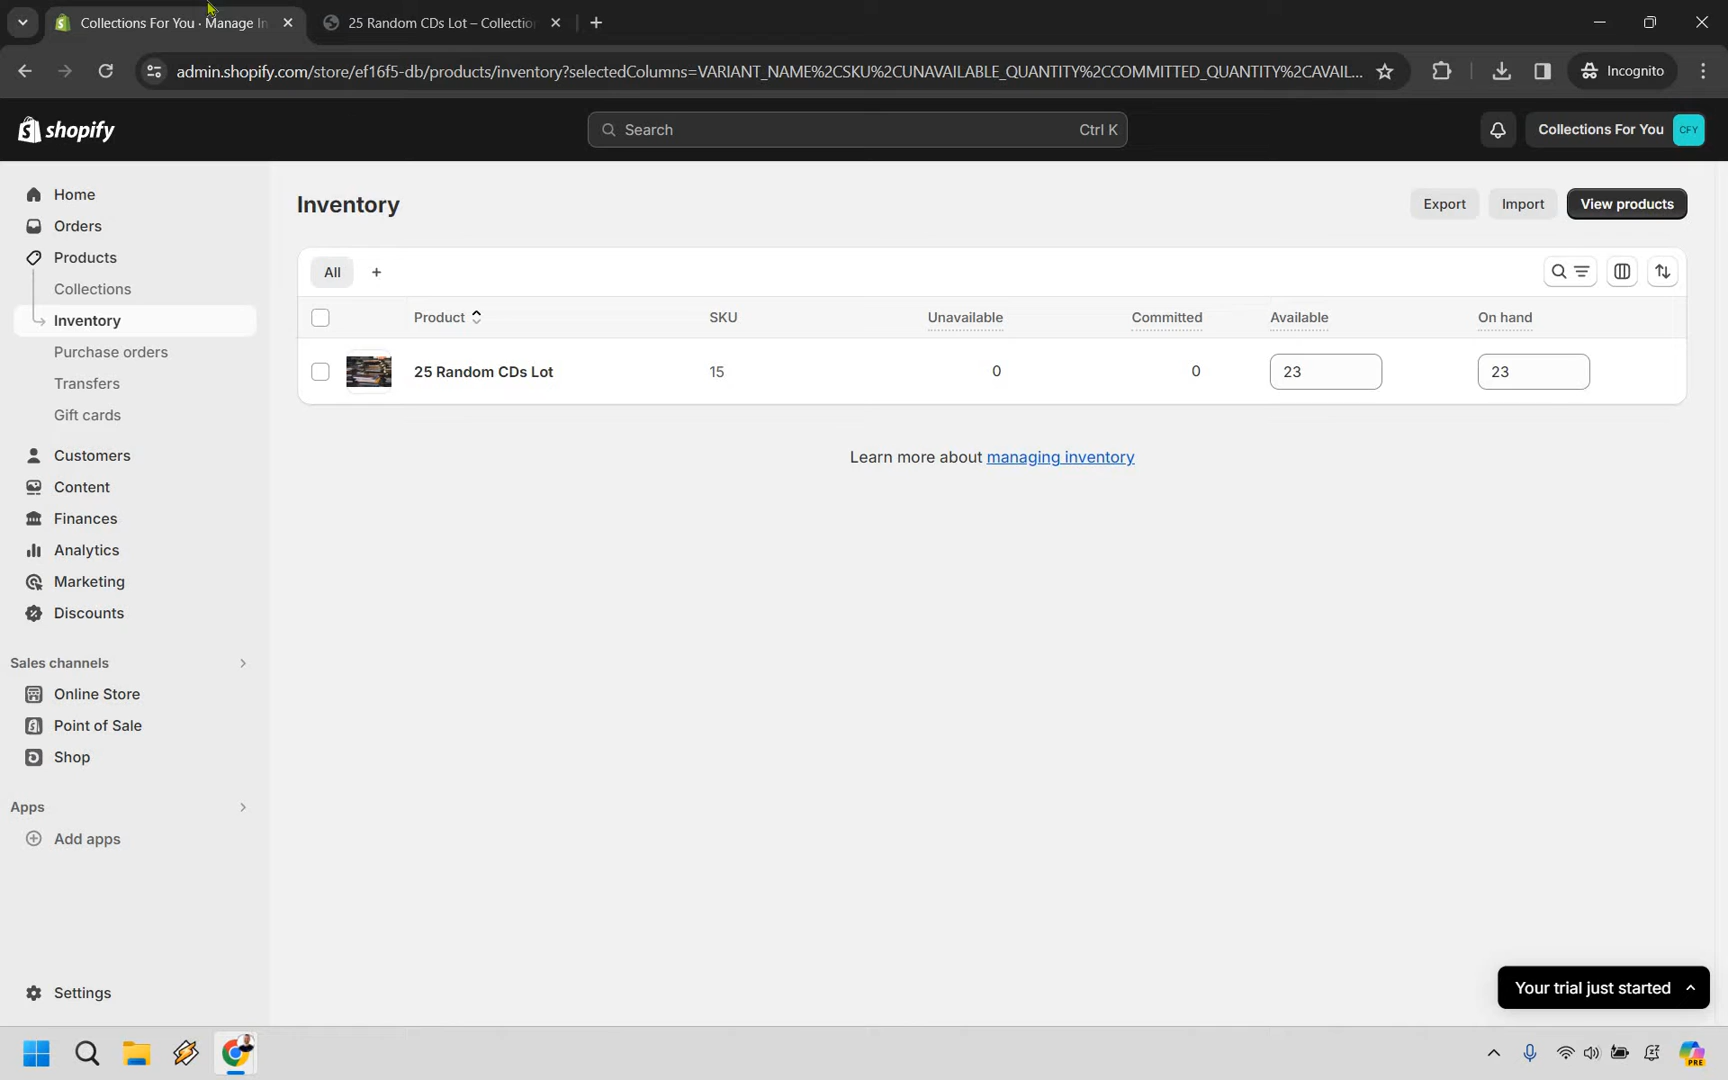 Collections For You · Manage In
25 Random CDs Lot – Collectio
admin.shopify.com/store/ef16f5-db/products/inventory?selectedColumns=VARIANT_NAME%2CSKU%2CUNAVAILABLE_QUANTITY%2CCOMMITTED_QUANTITY%2CAVAIL...
Incognito
shopify
Search
Ctrl K
Collections For You
CFY
Home
Orders
Products
Collections
Inventory
Purchase orders
Transfers
Gift cards
Customers
Content
Finances
Analytics
Marketing
Discounts
Sales channels
Online Store
Point of Sale
Shop
Apps
Add apps
Settings
Inventory
Export
Import
View products
All
Product
SKU
Unavailable
Committed
Available
On hand
25 Random CDs Lot
15
0
0
23
23
Learn more about managing inventory
Your trial just started
PRE